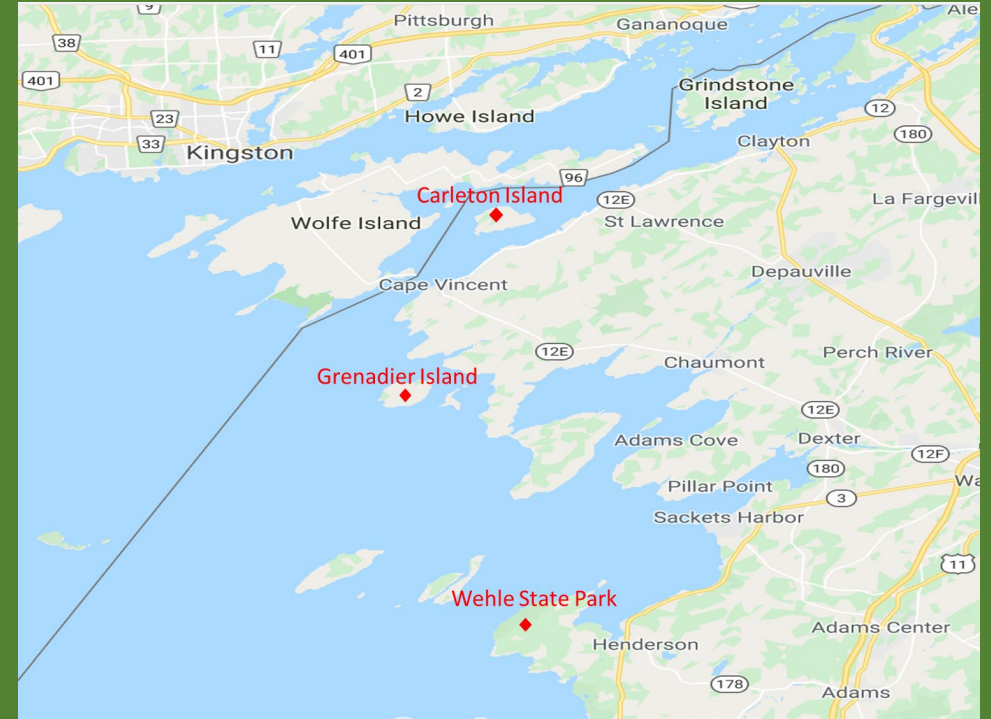 9
Pittsburgh
Gananoque
38
11
401
401
2
Grindstone
Island
Howe Island
12
23
180
33
Kingston
Clayton
96
Carleton Island
12E
La Fargevil
Wolfe Island
St Lawrence
Depauville
Cape Vincent
12E
Chaumont
Perch River
Grenadier Island
12E
Adams Cove
Dexter
12F
180
Pillar Point
3
Sackets Harbor
11
Wehle State Park
Adams Center
Henderson
178
Adams